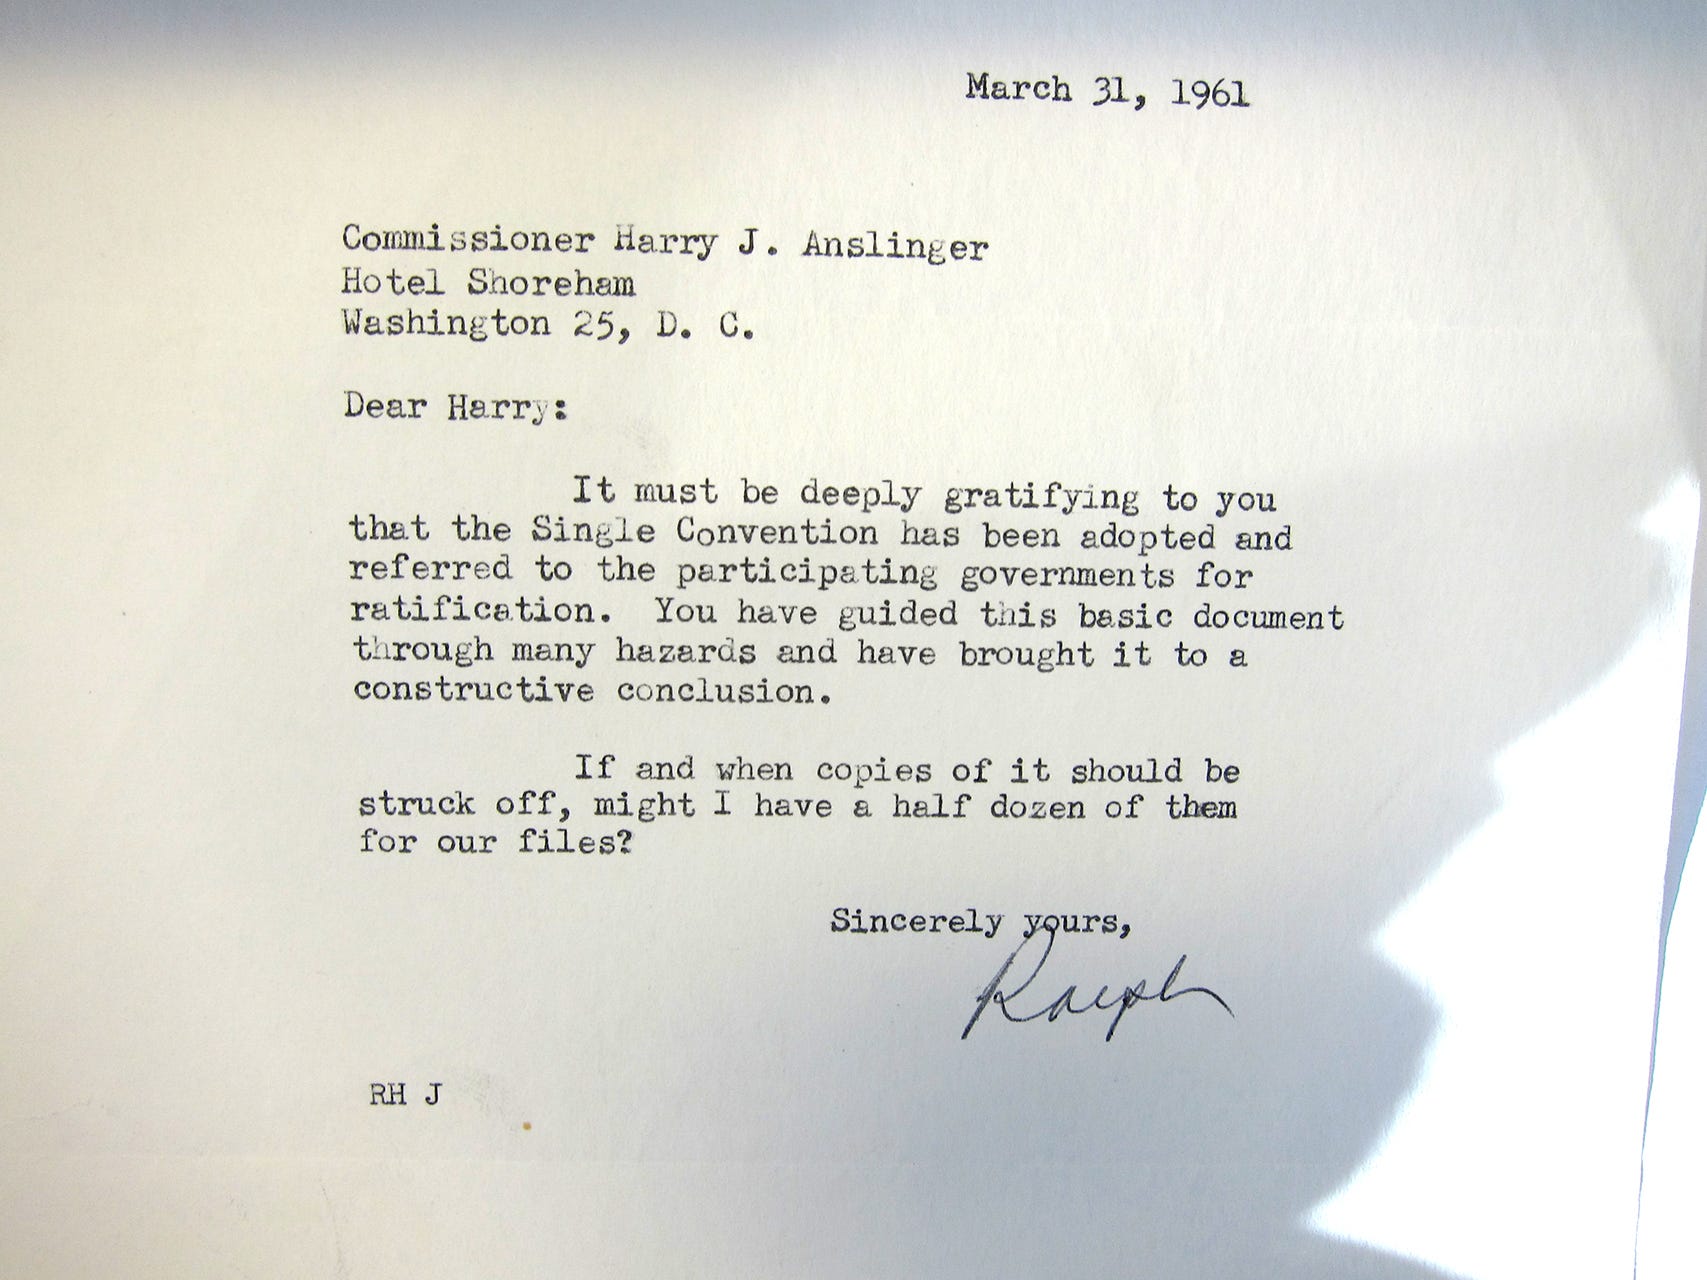 March 31, 1961
Commissioner Harry J. Anslinger
Hotel Shoreham
Washington 25, D. C.
Dear Harry:
It must be deeply gratifying to you
that the Single Convention has been adopted and
referred to the participating governments for
ratification. You have guided this basic document
through many hazards and have brought it to a
constructive conclusion.
If and when copies of it should be
struck off, might I have a half dozen of them
for our files?
Sincerely yours,
Ralph
RH J